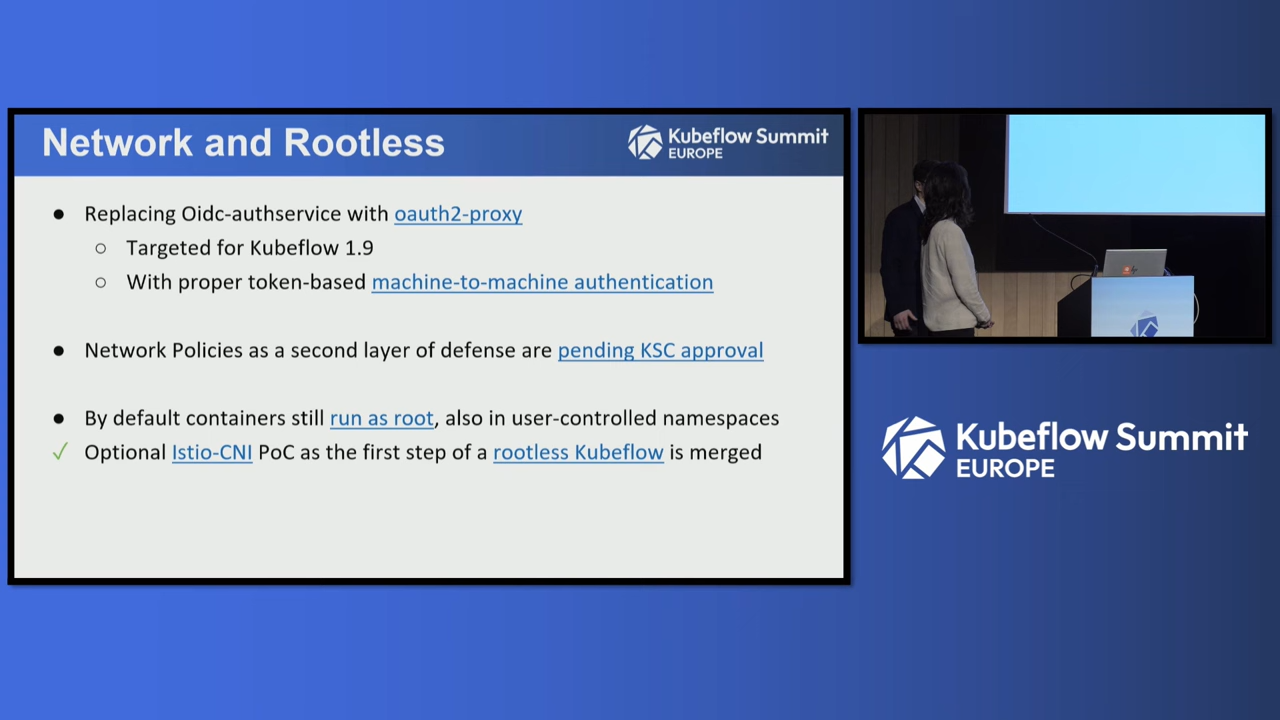 Network and Rootless
Kubeflow Summit
EUROPE
● Replacing Oidc-authservice with oauth2-proxy
○ Targeted for Kubeflow 1.9
○ With proper token-based machine-to-machine authentication
● Network Policies as a second layer of defense are pending KSC approval
● By default containers still run as root, also in user-controlled namespaces
✓ Optional Istio-CNI PoC as the first step of a rootless Kubeflow is merged
Kubeflow Summit
EUROPE